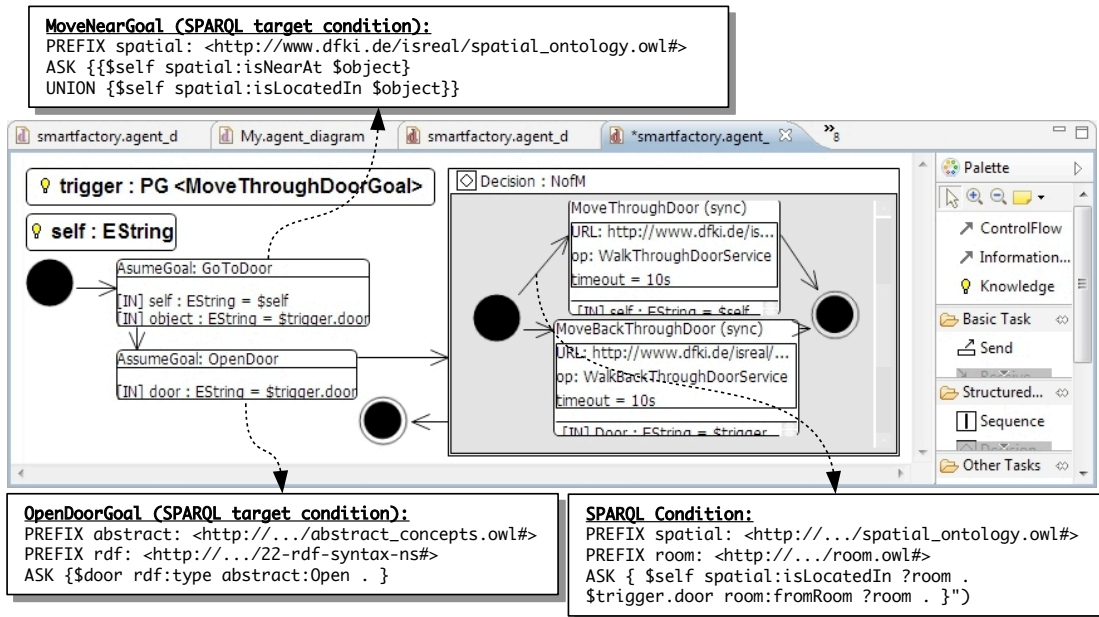 MoveNearGoal (SPARQL target condition):
PREFIX spatial: <http://www.dfki.de/isreal/spatial_ontology.owl#>
ASK {{$self spatial:isNearAt $object}
UNION {$self spatial:isLocatedIn $object}}
smartfactory.agent_d
My.agent_diagram
smartfactory.agent_d
*smartfactory.agent_
»8
trigger : PG <MoveThroughDoorGoal>
self : EString
AsumeGoal: GoToDoor
[IN] self : EString = $self
[IN] object : EString = $trigger.door
AssumeGoal: OpenDoor
[IN] door : EString = $trigger.door
Decision : NofM
MoveThroughDoor (sync)
URL: http://www.dfki.de/is...
op: WalkThroughDoorService
timeout = 10s
[IN] self : EString = $self
MoveBackThroughDoor (sync)
URL: http://www.dfki.de/isreal/...
op: WalkBackThroughDoorService
timeout = 10s
[IN] Door : EString = $trigger
Palette
ControlFlow
Information...
Knowledge
Basic Task
Send
Receive
Structured...
Sequence
Decision
Other Tasks
OpenDoorGoal (SPARQL target condition):
PREFIX abstract: <http://.../abstract_concepts.owl#>
PREFIX rdf: <http://.../22-rdf-syntax-ns#>
ASK {$door rdf:type abstract:Open . }
SPARQL Condition:
PREFIX spatial: <http://.../spatial_ontology.owl#>
PREFIX room: <http://.../room.owl#>
ASK { $self spatial:isLocatedIn ?room .
$trigger.door room:fromRoom ?room . }")